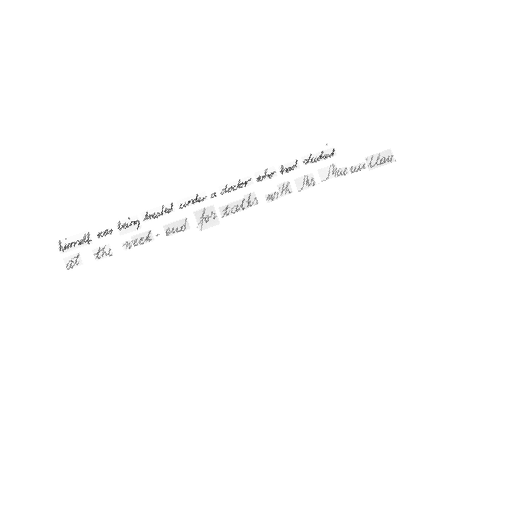 himself was being treated under a doctor who had studied
at the week-end for talks with Mr Macmillan.